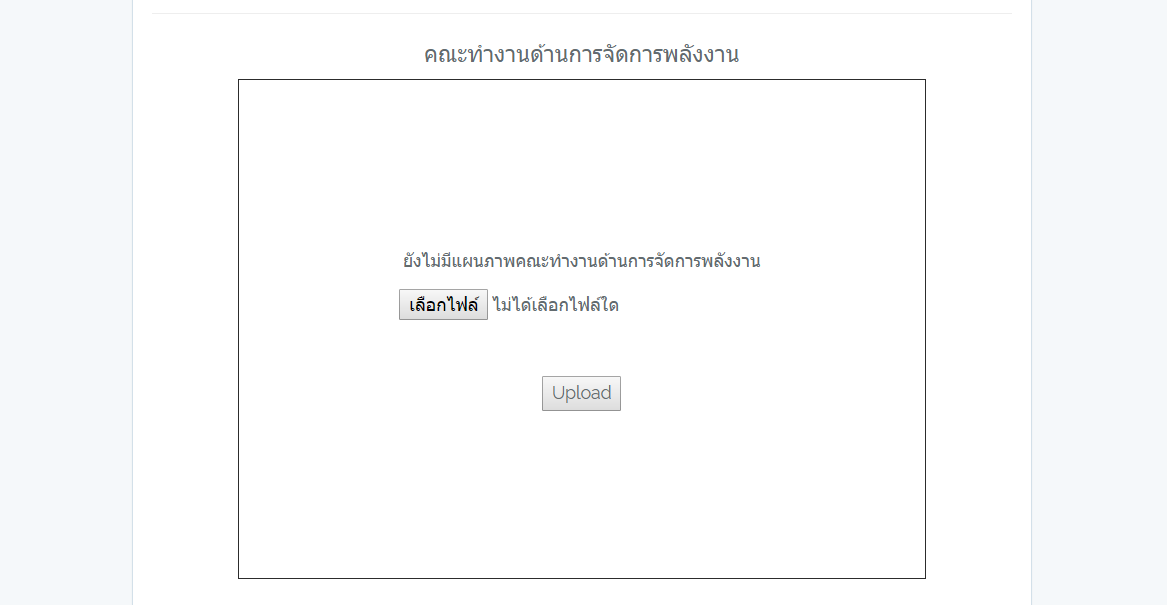 คณะทำงานด้านการจัดการพลังงาน
ยังไม่มีแผนภาพคณะทำงานด้านการจัดการพลังงาน
เลือกไฟล์ ไม่ได้เลือกไฟล์ใด
Upload